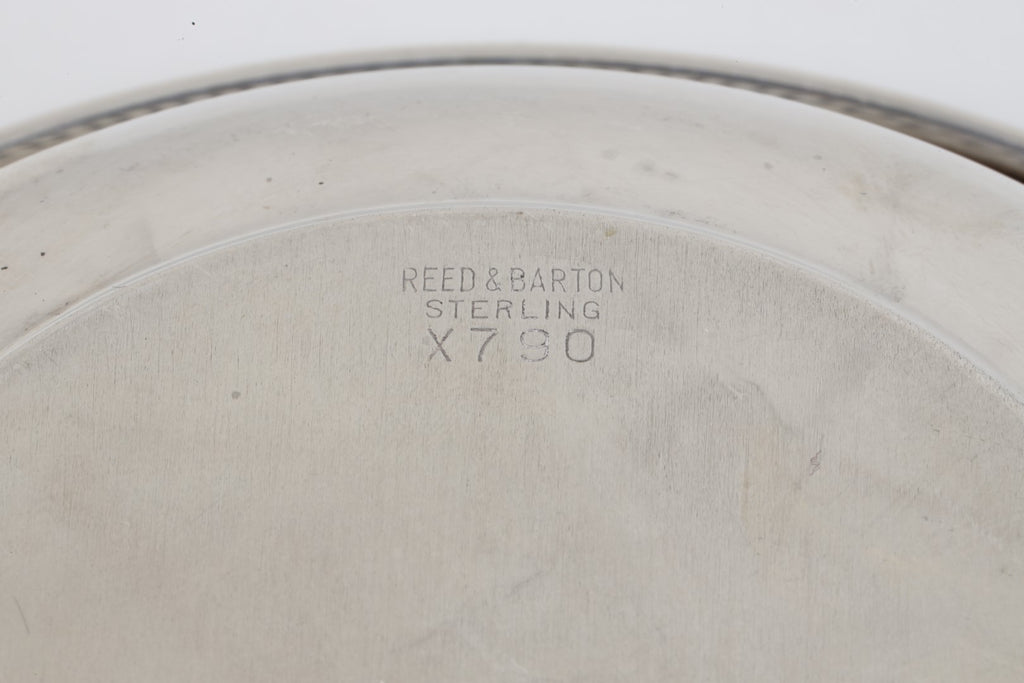 REED & BARTON
STERLING
X790